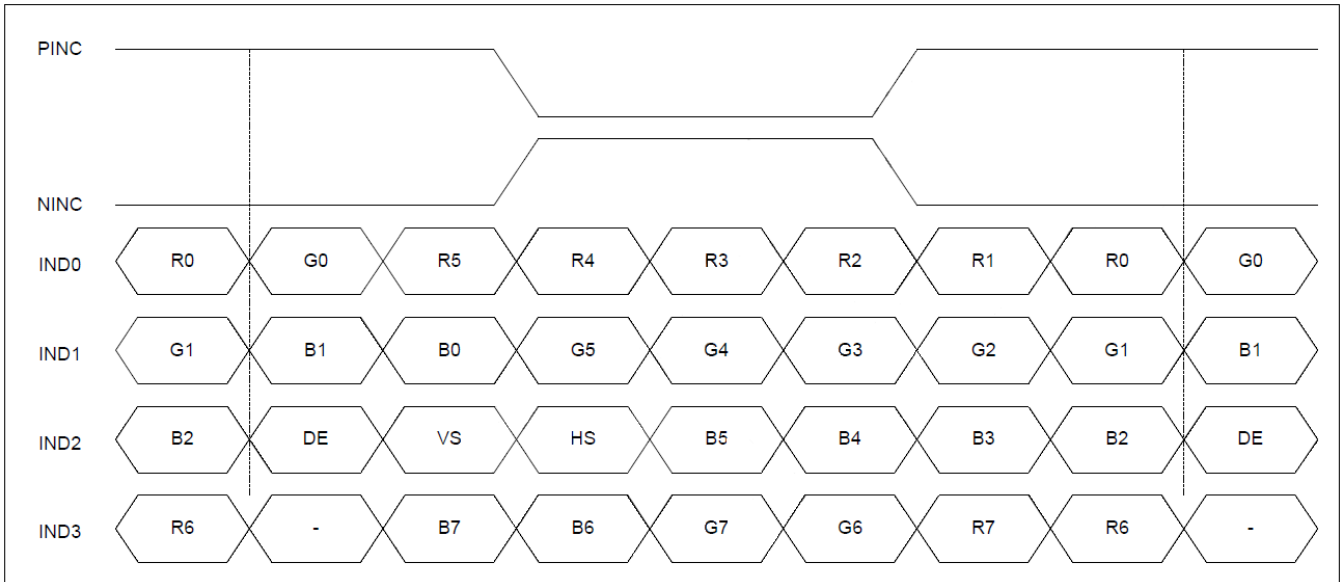 PINC
NINC
IND0 R0 G0 R5 R4 R3 R2 R1 R0 G0
IND1 G1 B1 B0 G5 G4 G3 G2 G1 B1
IND2 B2 DE VS HS B5 B4 B3 B2 DE
IND3 R6 - B7 B6 G7 G6 R7 R6 -